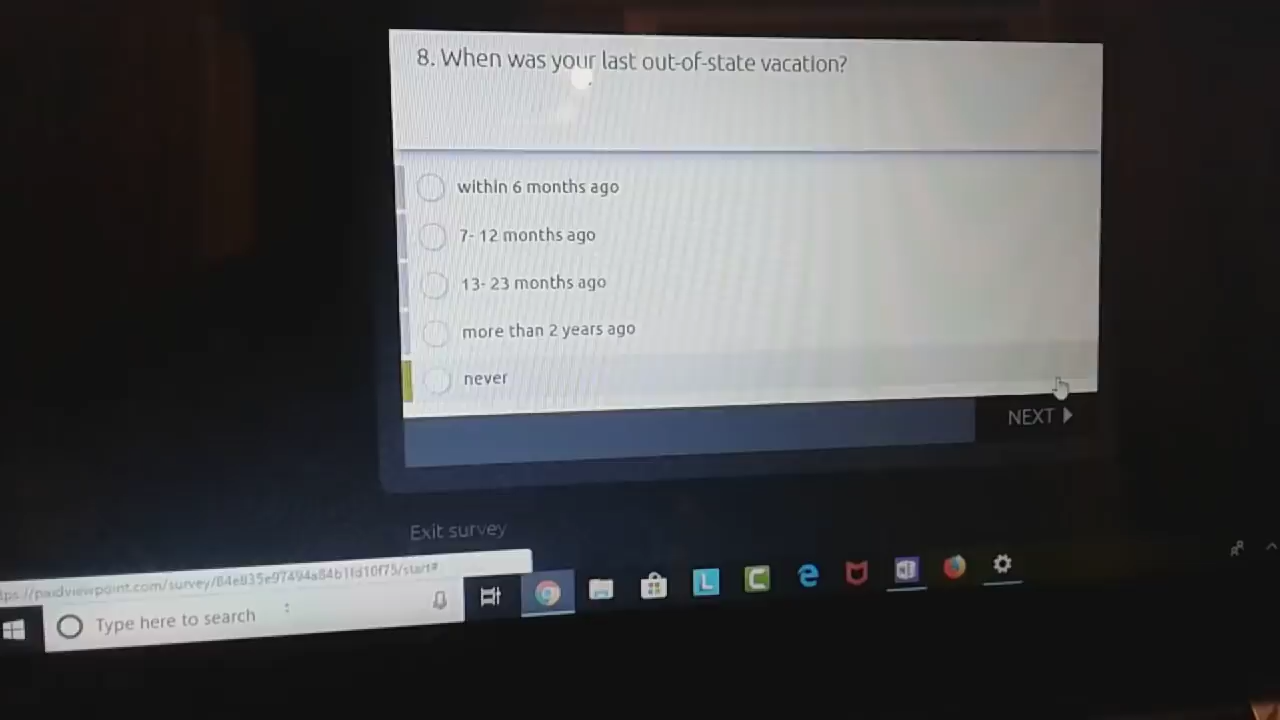 8. When was your last out-of-state vacation?
within 6 months ago
7- 12 months ago
13- 23 months ago
more than 2 years ago
never
NEXT
Exit survey
Type here to search
L
C
N